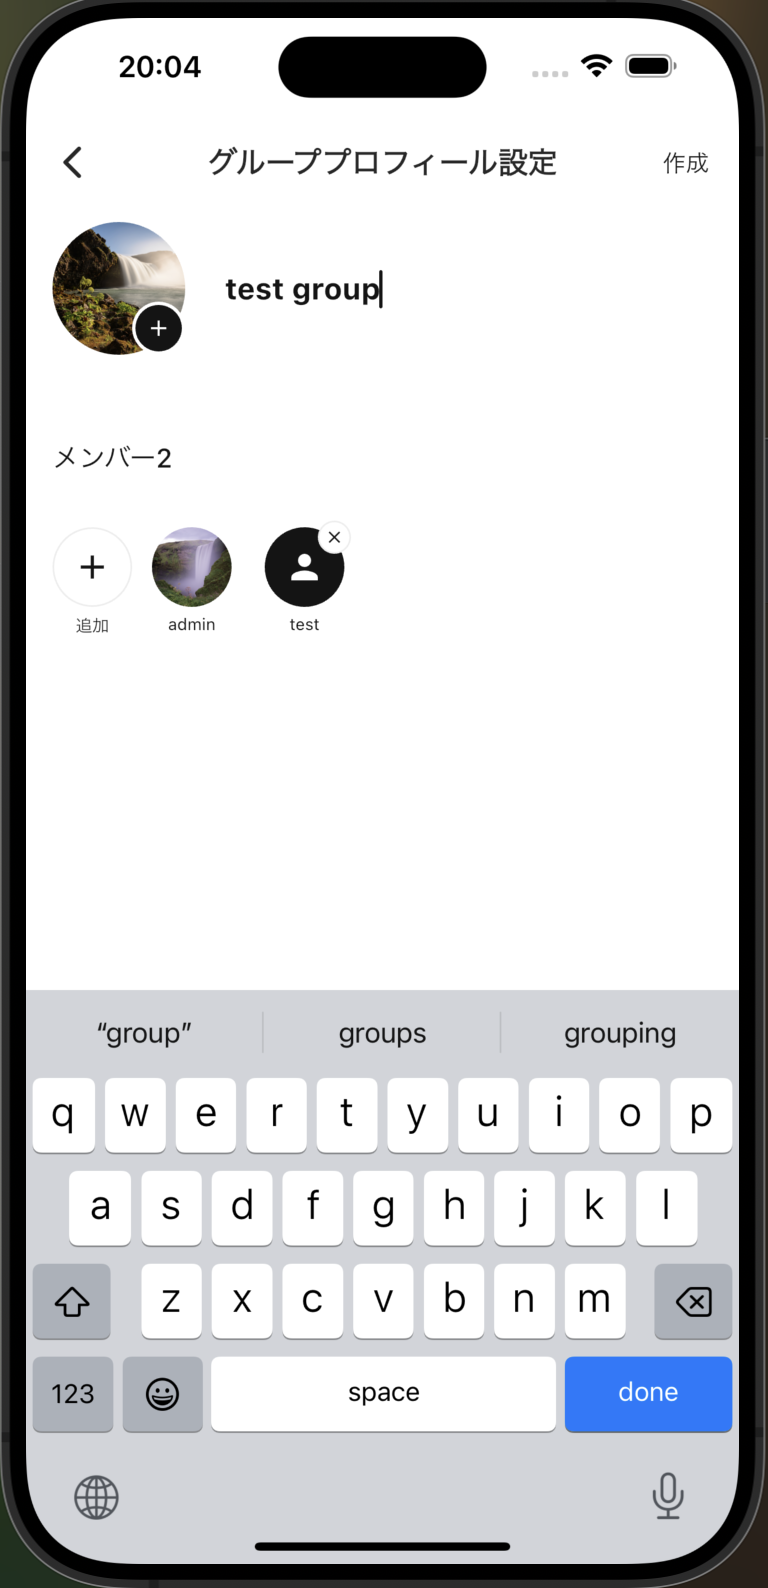 20:04
グループプロフィール設定 作成
test group
メンバー2
追加 admin test
“group” groups grouping
q w e r t y u i o p
a s d f g h j k l
z x c v b n m
123 space done